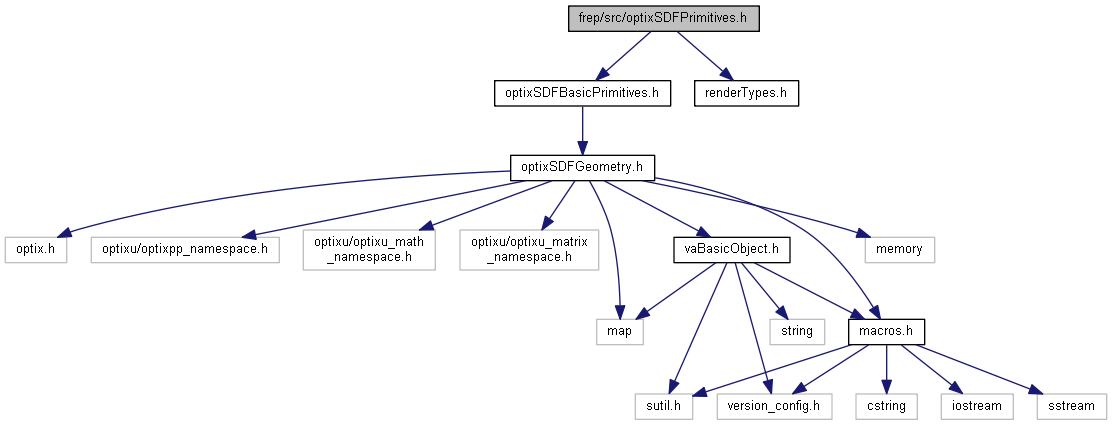 frep/src/optixSDFPrimitives.h
optixSDFBasicPrimitives.h
renderTypes.h
optixSDFGeometry.h
optix.h
optixu/optixpp_namespace.h
optixu/optixu_math
_namespace.h
optixu/optixu_matrix
_namespace.h
vaBasicObject.h
memory
map
string
macros.h
sutil.h
version_config.h
cstring
iostream
sstream